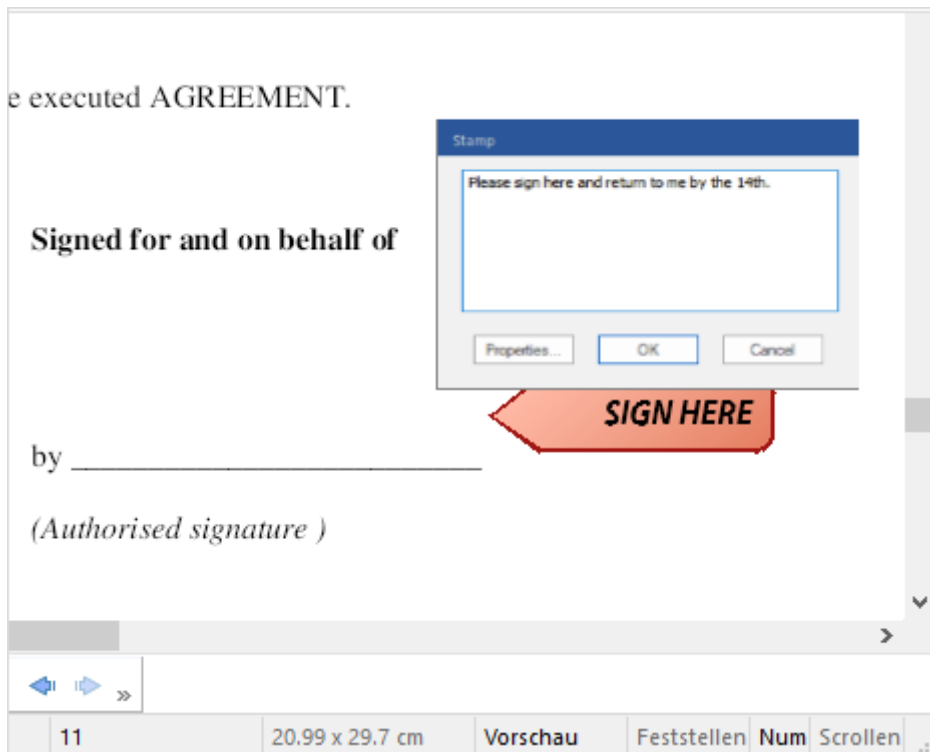 e executed AGREEMENT.
Stamp
Please sign here and return to me by the 14th.
Signed for and on behalf of
Properties...
OK
Cancel
SIGN HERE
by ___________________________
(Authorised signature )
»
11
20.99 x 29.7 cm
Vorschau
Feststellen
Num
Scrollen